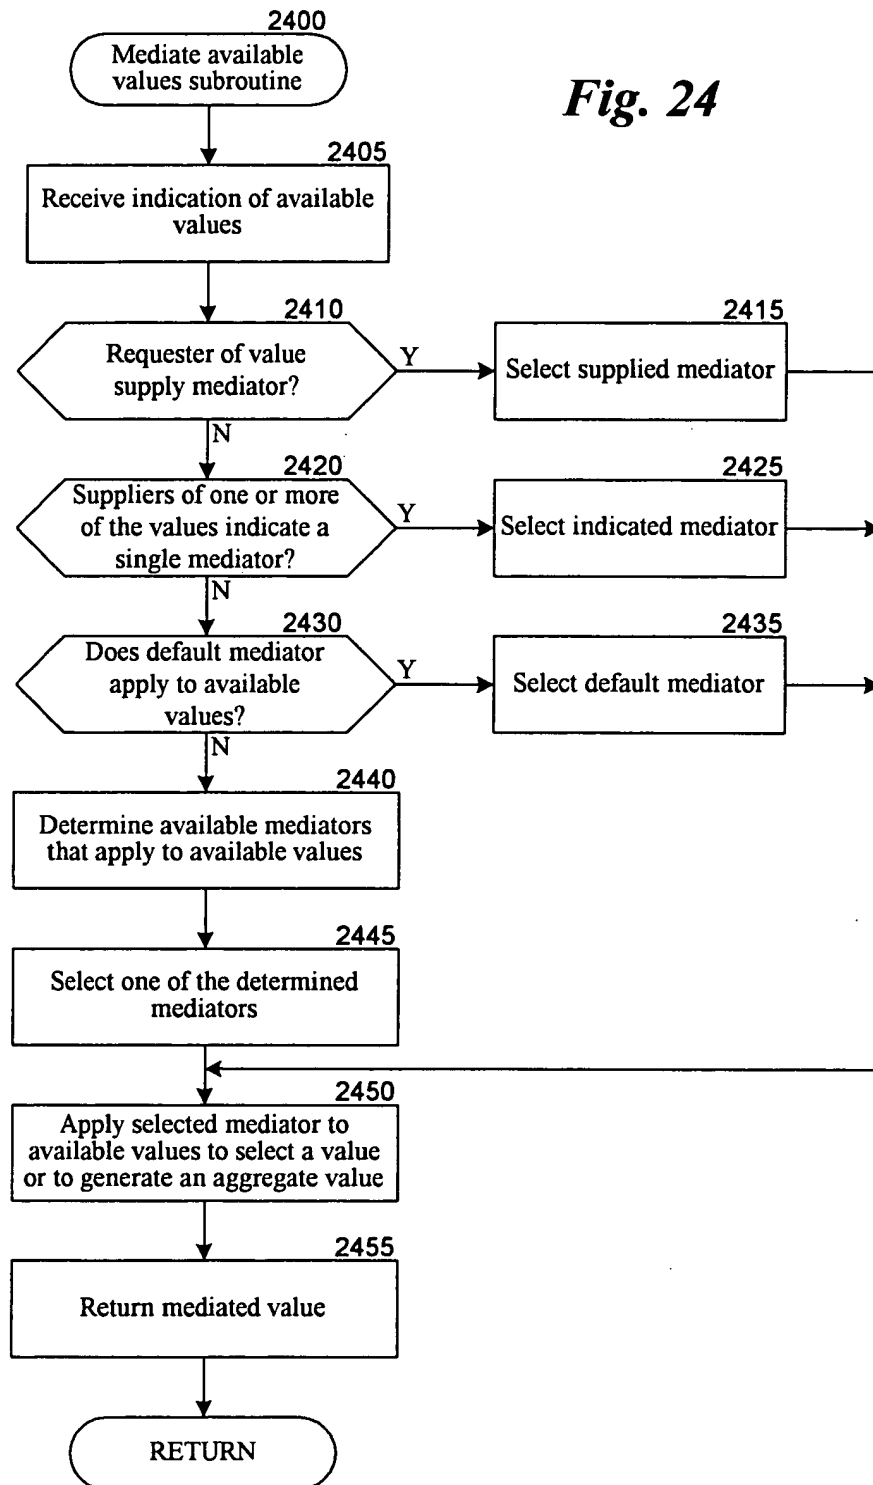 2400
Mediate available
values subroutine
Fig. 24
2405
Receive indication of available
values
2410
Requester of value
supply mediator?
Y
N
2415
Select supplied mediator
2420
Suppliers of one or more
of the values indicate a
single mediator?
Y
N
2425
Select indicated mediator
2430
Does default mediator
apply to available
values?
Y
N
2435
Select default mediator
2440
Determine available mediators
that apply to available values
2445
Select one of the determined
mediators
2450
Apply selected mediator to
available values to select a value
or to generate an aggregate value
2455
Return mediated value
RETURN